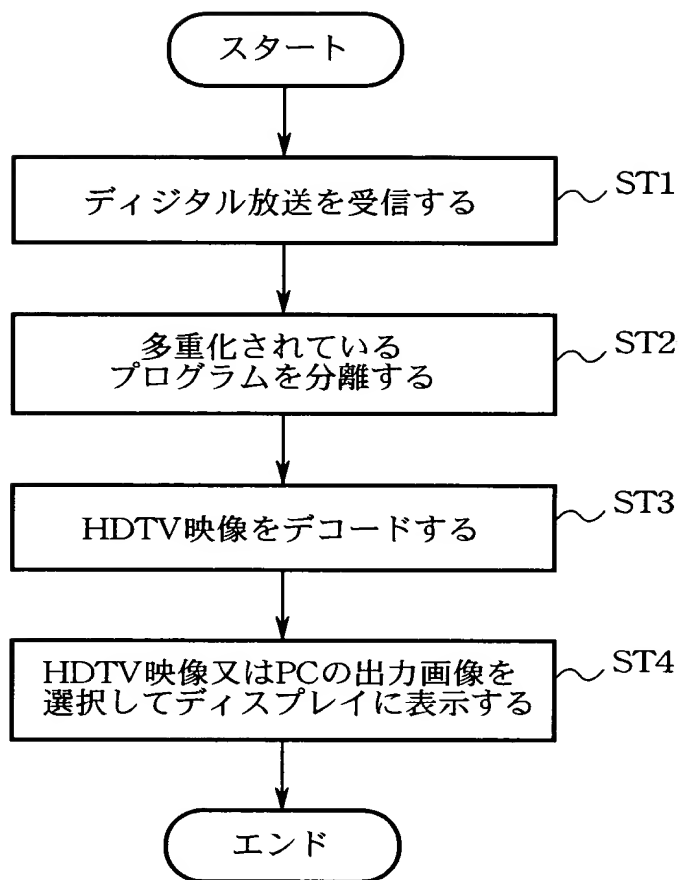 スタート
ディジタル放送を受信する
ST1
多重化されている
プログラムを分離する
ST2
HDTV映像をデコードする
ST3
HDTV映像又はPCの出力画像を
選択してディスプレイに表示する
ST4
エンド